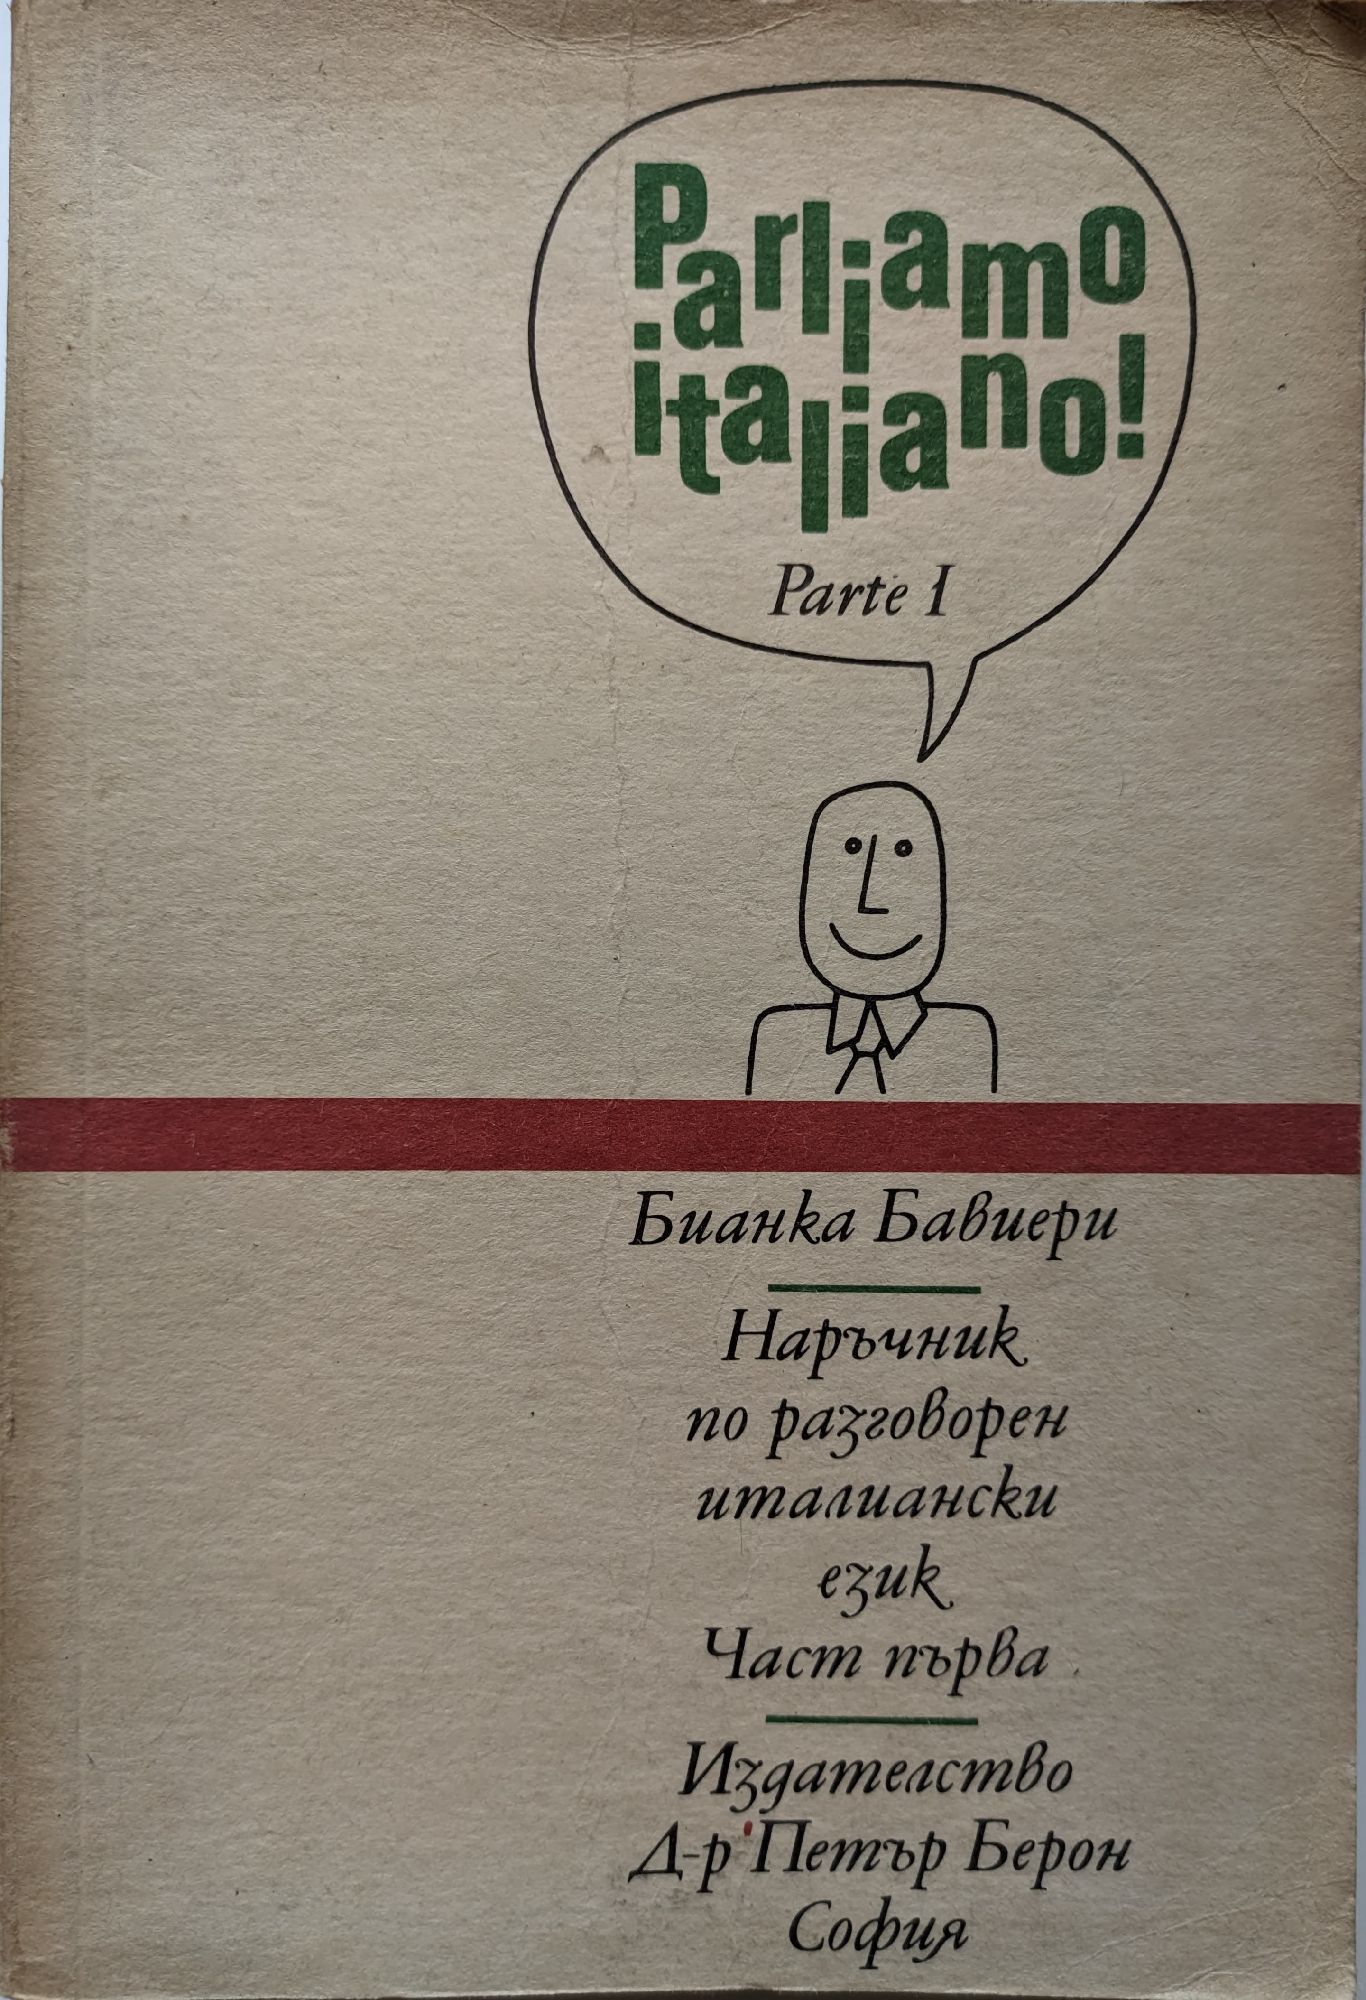 Parliamo
italiano!
Parte I
Бианка Бавиери
Наръчник
по разговорен
италиански
език
Част първа
Издателство
Д-р Петър Берон
София